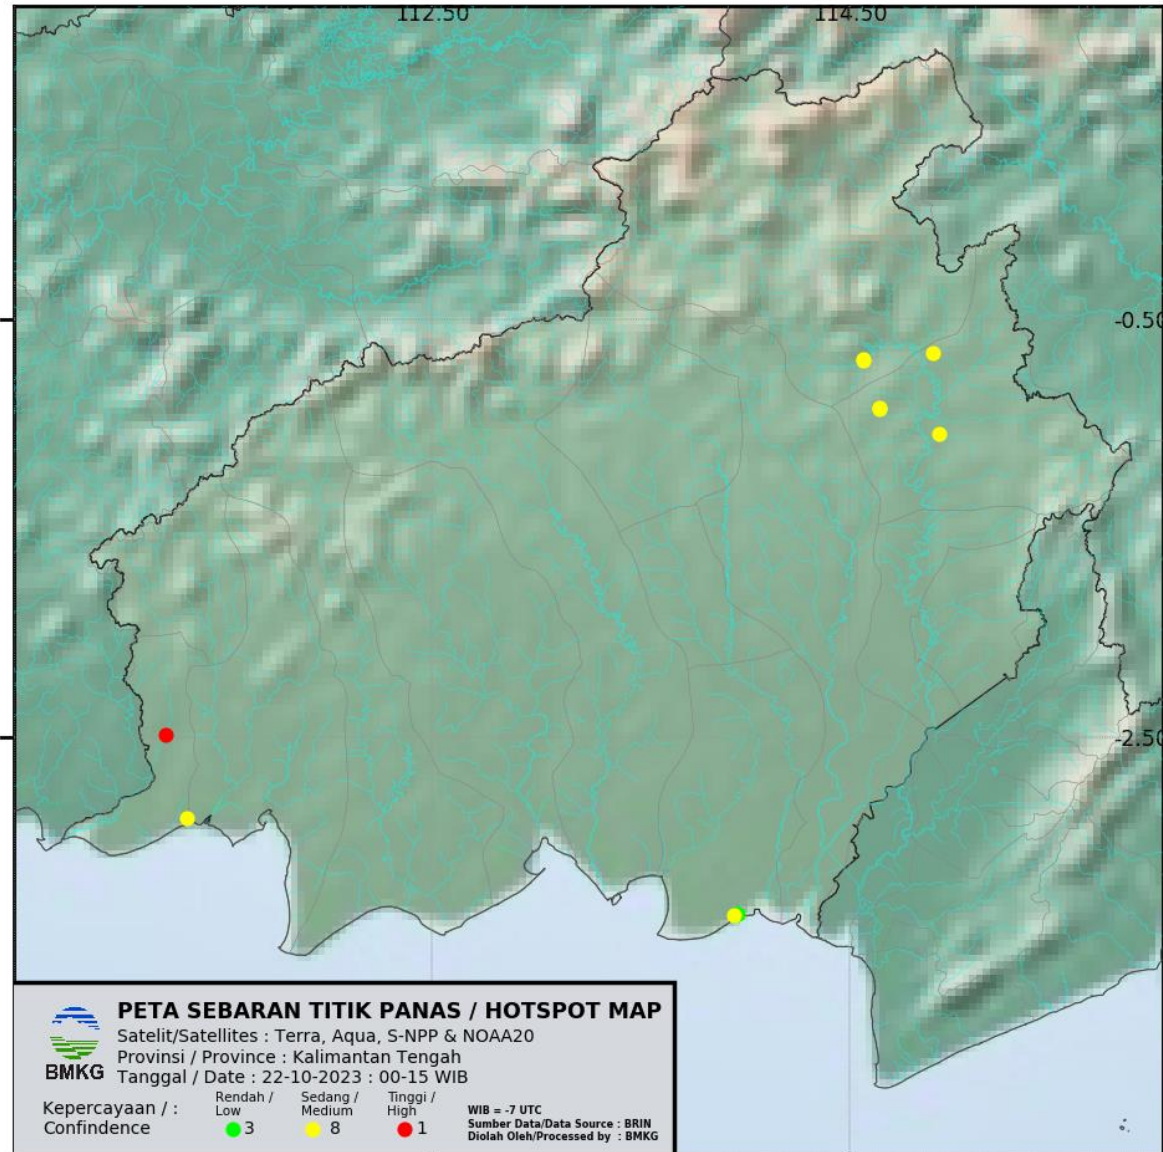 112.50
114.50
-0.50
-2.50
PETA SEBARAN TITIK PANAS / HOTSPOT MAP
Satelit/Satellites : Terra, Aqua, S-NPP & NOAA20
Provinsi / Province : Kalimantan Tengah
Tanggal / Date : 22-10-2023 : 00-15 WIB
BMKG
Kepercayaan / :
Confindence
Rendah /
Low
3
Sedang /
Medium
8
Tinggi /
High
1
WIB = -7 UTC
Sumber Data/Data Source : BRIN
Diolah Oleh/Processed by : BMKG